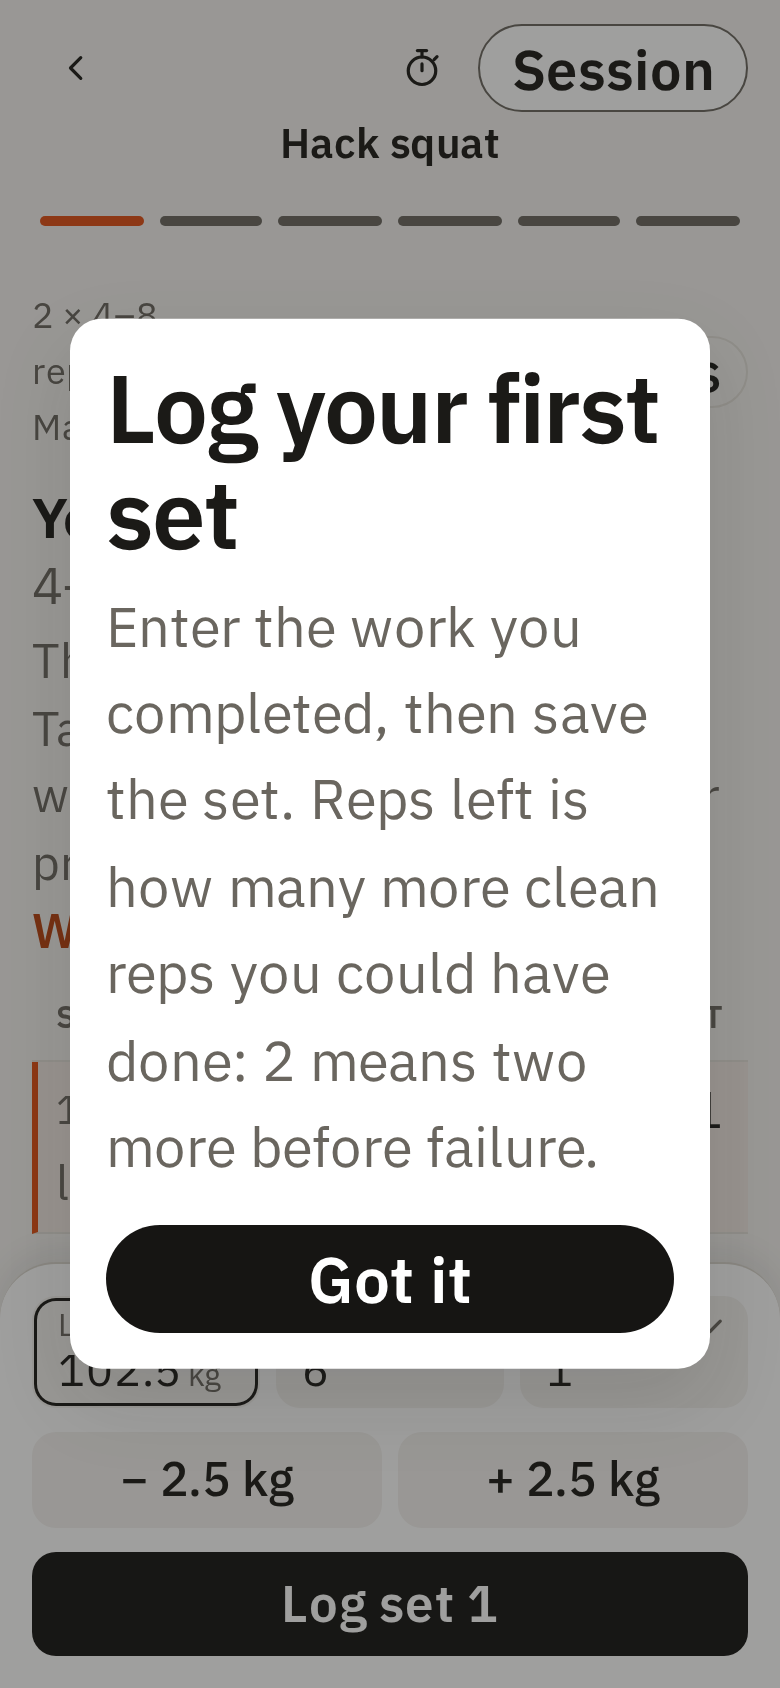 Session
Hack squat
2 × 4–8
Log your first
set
Enter the work you
completed, then save
the set. Reps left is
how many more clean
reps you could have
done: 2 means two
more before failure.
Got it
102.5 kg
6
1
− 2.5 kg
+ 2.5 kg
Log set 1